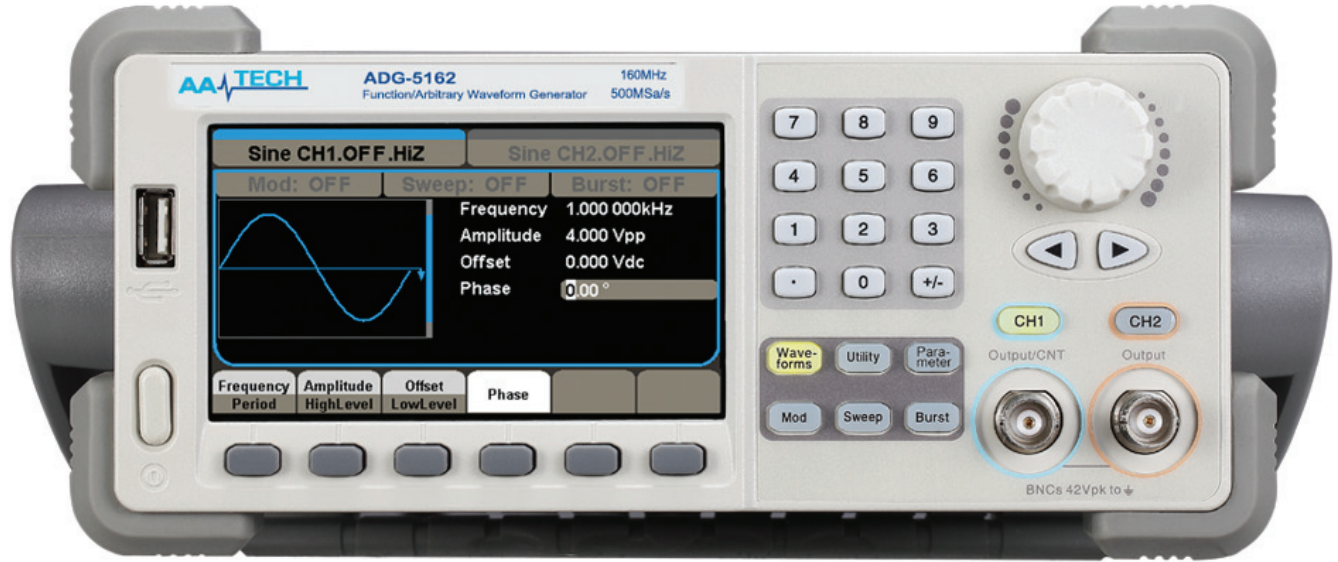 AA TECH
ADG-5162
160MHz
Function/Arbitrary Waveform Generator
500MSa/s
Sine CH1.OFF.HiZ
Sine CH2.OFF.HiZ
Mod: OFF
Sweep: OFF
Burst: OFF
Frequency 1.000 000kHz
Amplitude 4.000 Vpp
Offset 0.000 Vdc
Phase 0.00 °
Frequency
Period
Amplitude
HighLevel
Offset
LowLevel
Phase
7 8 9
4 5 6
1 2 3
· 0 +/-
Wave-
forms
Utility
Para-
meter
Mod
Sweep
Burst
CH1
CH2
Output/CNT
Output
BNCs 42Vpk to ⏚